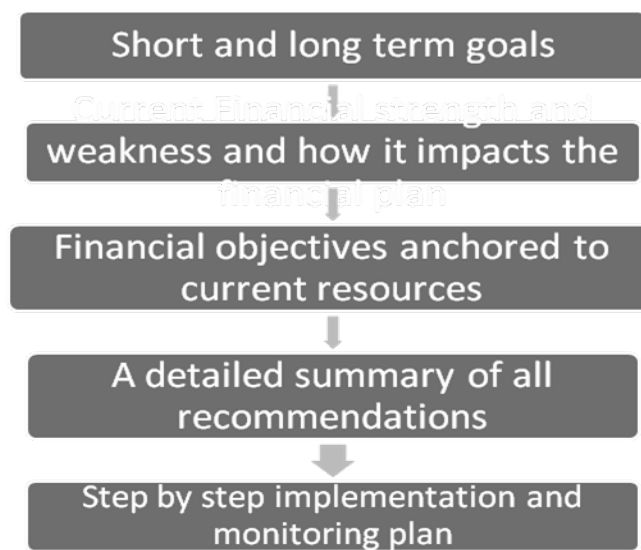 Short and long term goals
Current Financial strength and
weakness and how it impacts the
financial plan
Financial objectives anchored to
current resources
A detailed summary of all
recommendations
Step by step implementation and
monitoring plan